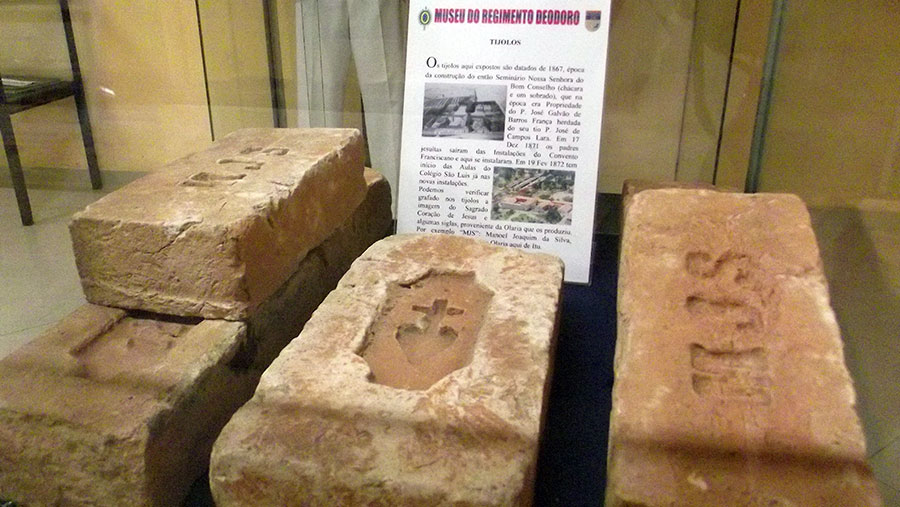 MUSEU DO REGIMENTO DEODORO
TIJOLOS
Os tijolos aqui expostos são datados de 1867, época
da construção do então Seminário Nossa Senhora do
Bom Conselho (chácara
e um sobrado), que na
época era Propriedade
do P. José Galvão de
Barros França herdada
do seu tio P. José de
Campos Lara. Em 17
Dez 1871 os padres
jesuítas saíram das Instalações do Convento
Franciscano e aqui se instalaram. Em 19 Fev 1872 tem
início das Aulas do
Colégio São Luis já nas
novas instalações.
Podemos verificar
grafado nos tijolos a
imagem do Sagrado
Coração de Jesus e
algumas siglas, proveniente da Olaria que os produziu.
Por exemplo "MJS": Manoel Joaquim da Silva,
Olaria aqui de Itu.
M·J·S